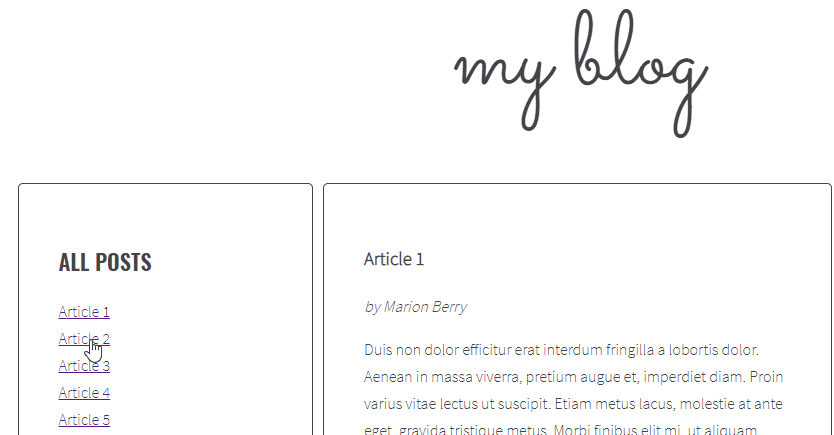 my blog
ALL POSTS
Article 1
Article 2
Article 3
Article 4
Article 5
Article 1
by Marion Berry
Duis non dolor efficitur erat interdum fringilla a lobortis dolor.
Aenean in massa viverra, pretium augue et, imperdiet diam. Proin
varius vitae lectus ut suscipit. Etiam metus lacus, molestie at ante
eget, gravida tristique metus. Morbi finibus elit mi, ut aliquam